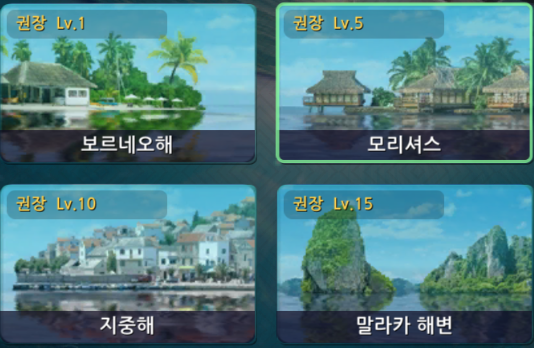 권장 Lv.1
보르네오해
권장 Lv.5
모리셔스
권장 Lv.10
지중해
권장 Lv.15
말라카 해변